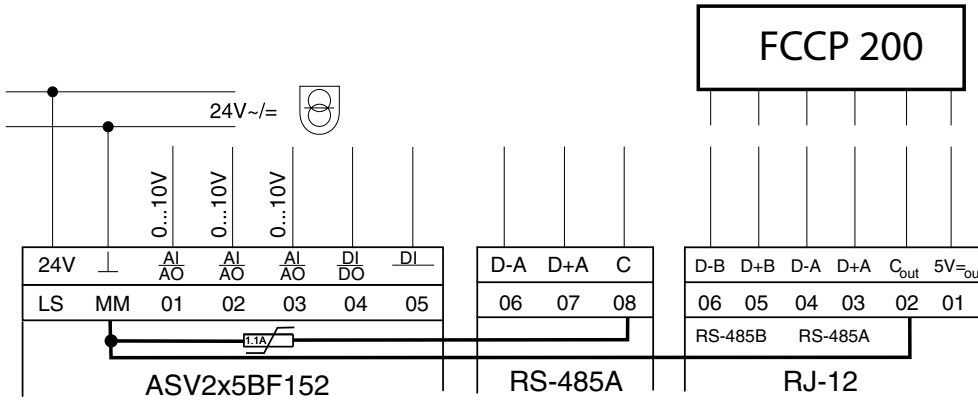 FCCP 200
24V~/=
0...10V
0...10V
0...10V
24V ⊥ AI/AO AI/AO AI/AO DI/DO DI
LS MM 01 02 03 04 05
D-A D+A C
06 07 08
D-B D+B D-A D+A Cout 5V=ou
06 05 04 03 02 01
RS-485B RS-485A
1.1A
ASV2x5BF152 RS-485A RJ-12